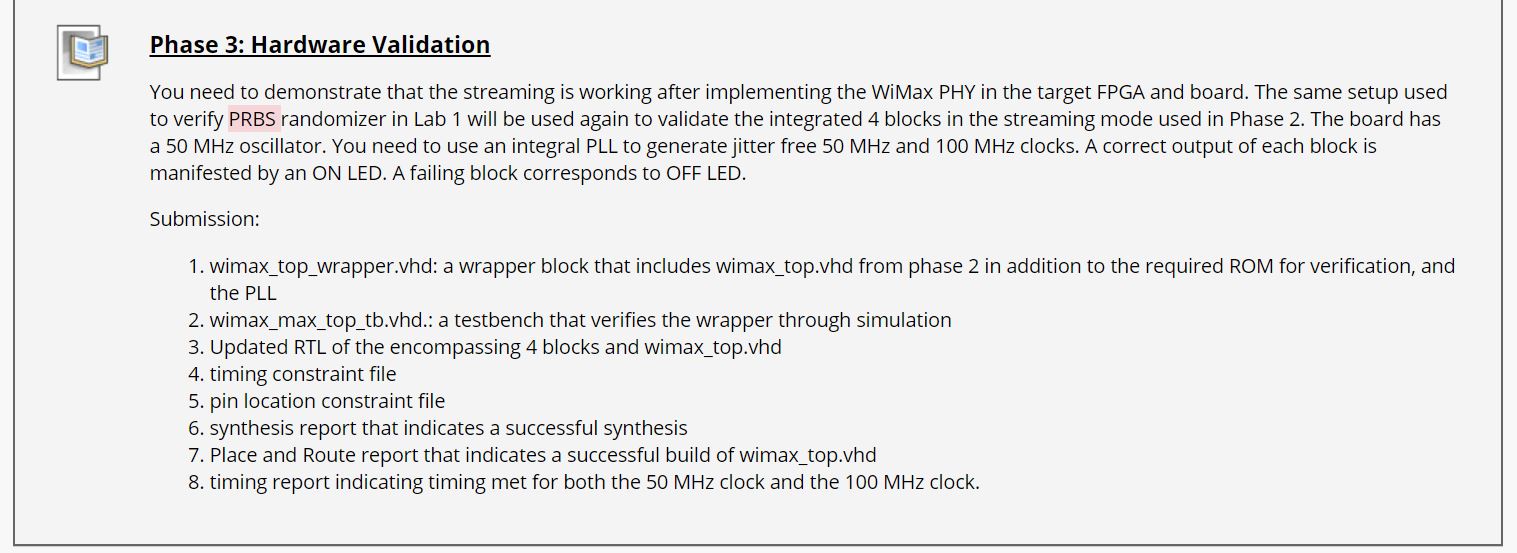 Phase 3: Hardware Validation
You need to demonstrate that the streaming is working after implementing the WiMax PHY in the target FPGA and board. The same setup used
to verify PRBS randomizer in Lab 1 will be used again to validate the integrated 4 blocks in the streaming mode used in Phase 2. The board has
a 50 MHz oscillator. You need to use an integral PLL to generate jitter free 50 MHz and 100 MHz clocks. A correct output of each block is
manifested by an ON LED. A failing block corresponds to OFF LED.
Submission:
1. wimax_top_wrapper.vhd: a wrapper block that includes wimax_top.vhd from phase 2 in addition to the required ROM for verification, and
the PLL
2. wimax_max_top_tb.vhd.: a testbench that verifies the wrapper through simulation
3. Updated RTL of the encompassing 4 blocks and wimax_top.vhd
4. timing constraint file
5. pin location constraint file
6. synthesis report that indicates a successful synthesis
7. Place and Route report that indicates a successful build of wimax_top.vhd
8. timing report indicating timing met for both the 50 MHz clock and the 100 MHz clock.